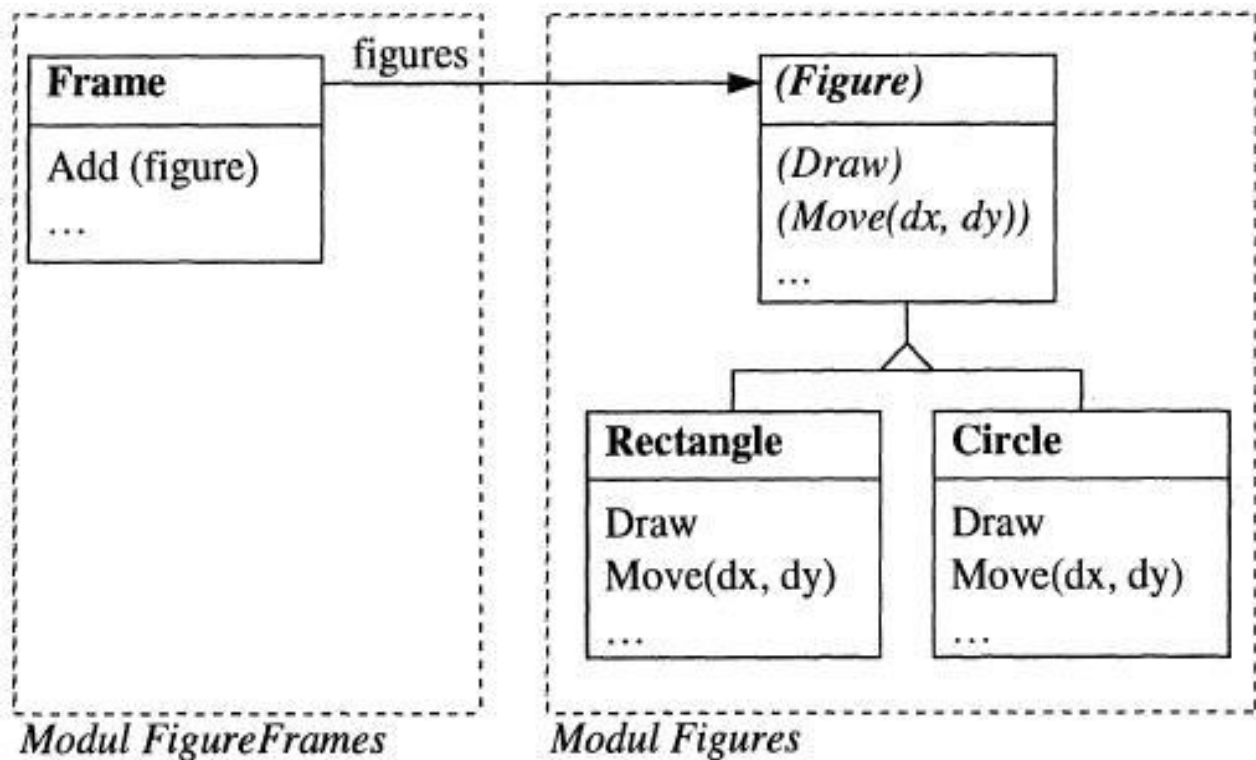 figures
Frame
Add (figure)
...
(Figure)
(Draw)
(Move(dx, dy))
...
Rectangle
Draw
Move(dx, dy)
...
Circle
Draw
Move(dx, dy)
...
Modul FigureFrames
Modul Figures